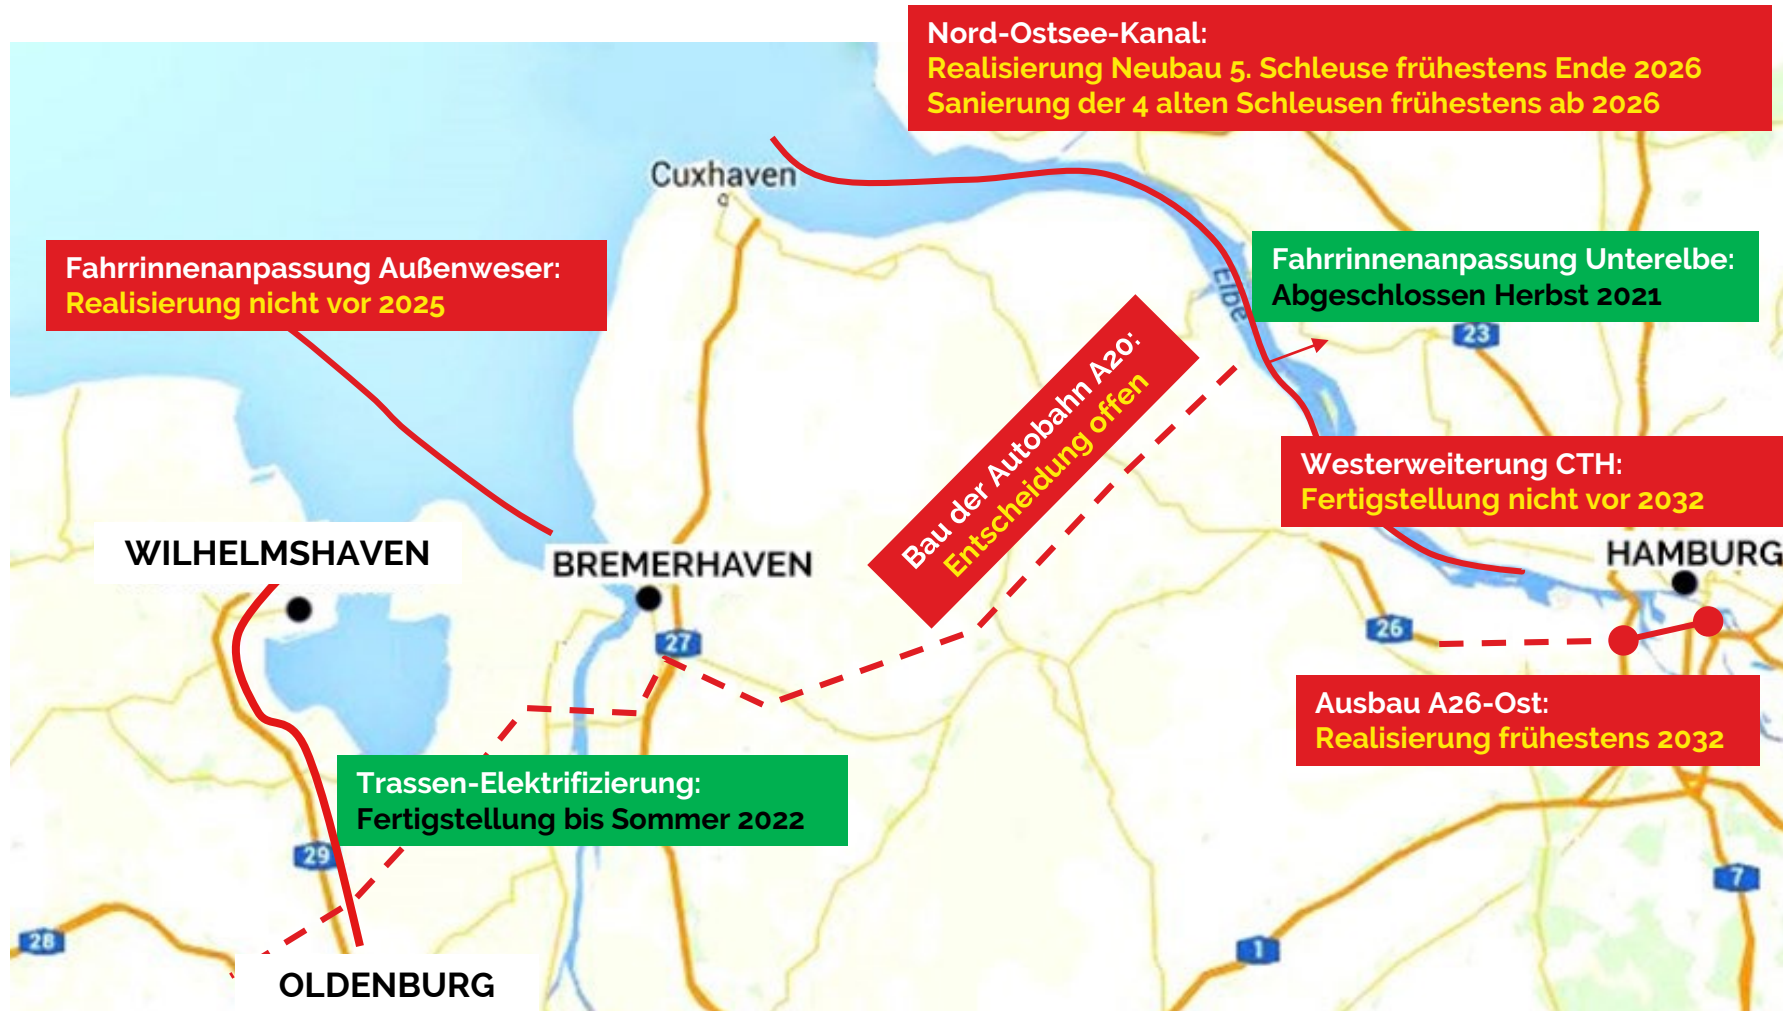 Nord-Ostsee-Kanal:
Realisierung Neubau 5. Schleuse frühestens Ende 2026
Sanierung der 4 alten Schleusen frühestens ab 2026
Cuxhaven
Fahrrinnenanpassung Außenweser:
Realisierung nicht vor 2025
Elbe
Fahrrinnenanpassung Unterelbe:
Abgeschlossen Herbst 2021
23
Bau der Autobahn A20:
Entscheidung offen
Westerweiterung CTH:
Fertigstellung nicht vor 2032
WILHELMSHAVEN
BREMERHAVEN
HAMBURG
27
26
Ausbau A26-Ost:
Realisierung frühestens 2032
Trassen-Elektrifizierung:
Fertigstellung bis Sommer 2022
29
7
28
1
OLDENBURG